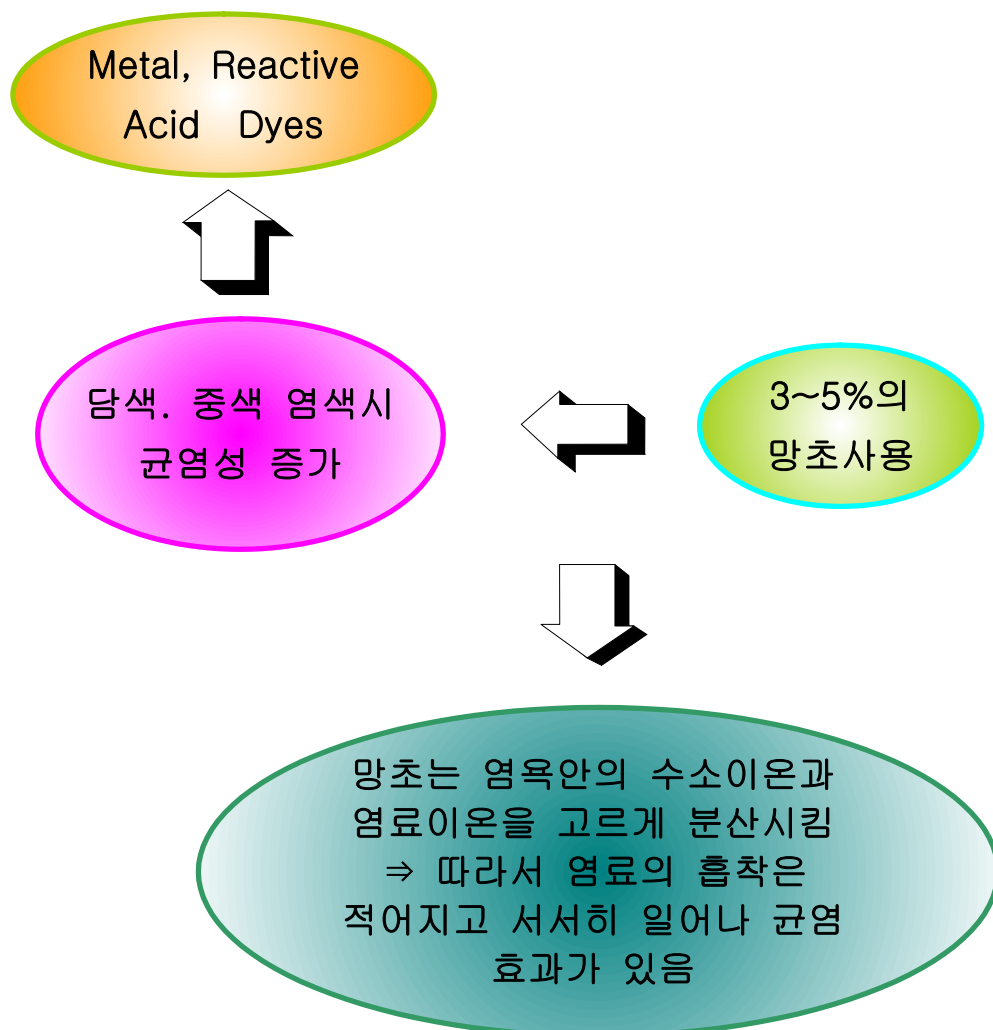 Metal, Reactive
Acid Dyes
담색. 중색 염색시
균염성 증가
3~5%의
망초사용
망초는 염욕안의 수소이온과
염료이온을 고르게 분산시킴
⇒ 따라서 염료의 흡착은
적어지고 서서히 일어나 균염
효과가 있음